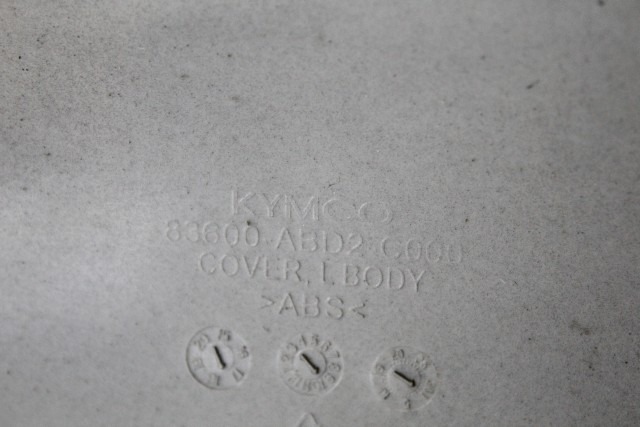 KYMCO
83600-ABD2-C000
COVER, L BODY
>ABS<